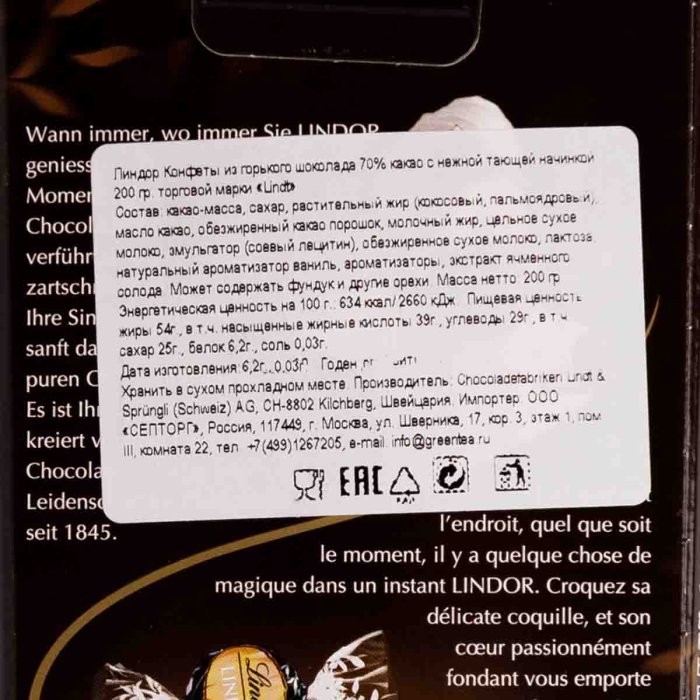 Wann immer, wo immer Sie LINDOR
geniess
Momen
Chocol
verführ
zartsch
Ihre Sin
sanft da
puren C
Es ist Ih
kreiert v
Chocola
Leidensc
seit 1845.
Линдор Конфеты из горького шоколада 70% какао с нежной тающей начинкой
200 гр. торговой марки «Lindt»
Состав: какао-масса, сахар, растительный жир (кокосовый, пальмоядровый),
масло какао, обезжиренный какао порошок, молочный жир, цельное сухое
молоко, эмульгатор (соевый лецитин), обезжиренное сухое молоко, лактоза,
натуральный ароматизатор ваниль, ароматизаторы, экстракт ячменного
солода. Может содержать фундук и другие орехи. Масса нетто: 200 гр
Энергетическая ценность на 100 г.: 634 ккал/ 2660 кДж. Пищевая ценность:
жиры 54г., в т.ч. насыщенные жирные кислоты 39г., углеводы 29г., в т.ч.
сахар 25г., белок 6,2г., соль 0,03г.
Дата изготовления:6,2г., 0,03г. Годен
Хранить в сухом прохладном месте. Производитель: Chocoladefabriken Lindt &
Sprüngli (Schweiz) AG, CH-8802 Kilchberg, Швейцария. Импортер: ООО
«СЕПТОРГ», Россия, 117449, г. Москва, ул. Шверника, 17, кор. 3, этаж 1, пом
III, комната 22, тел. +7(499)1267205, e-mail: info@greentea.ru
EAC
l'endroit, quel que soit
le moment, il y a quelque chose de
magique dans un instant LINDOR. Croquez sa
délicate coquille, et son
cœur passionnément
fondant vous emporte